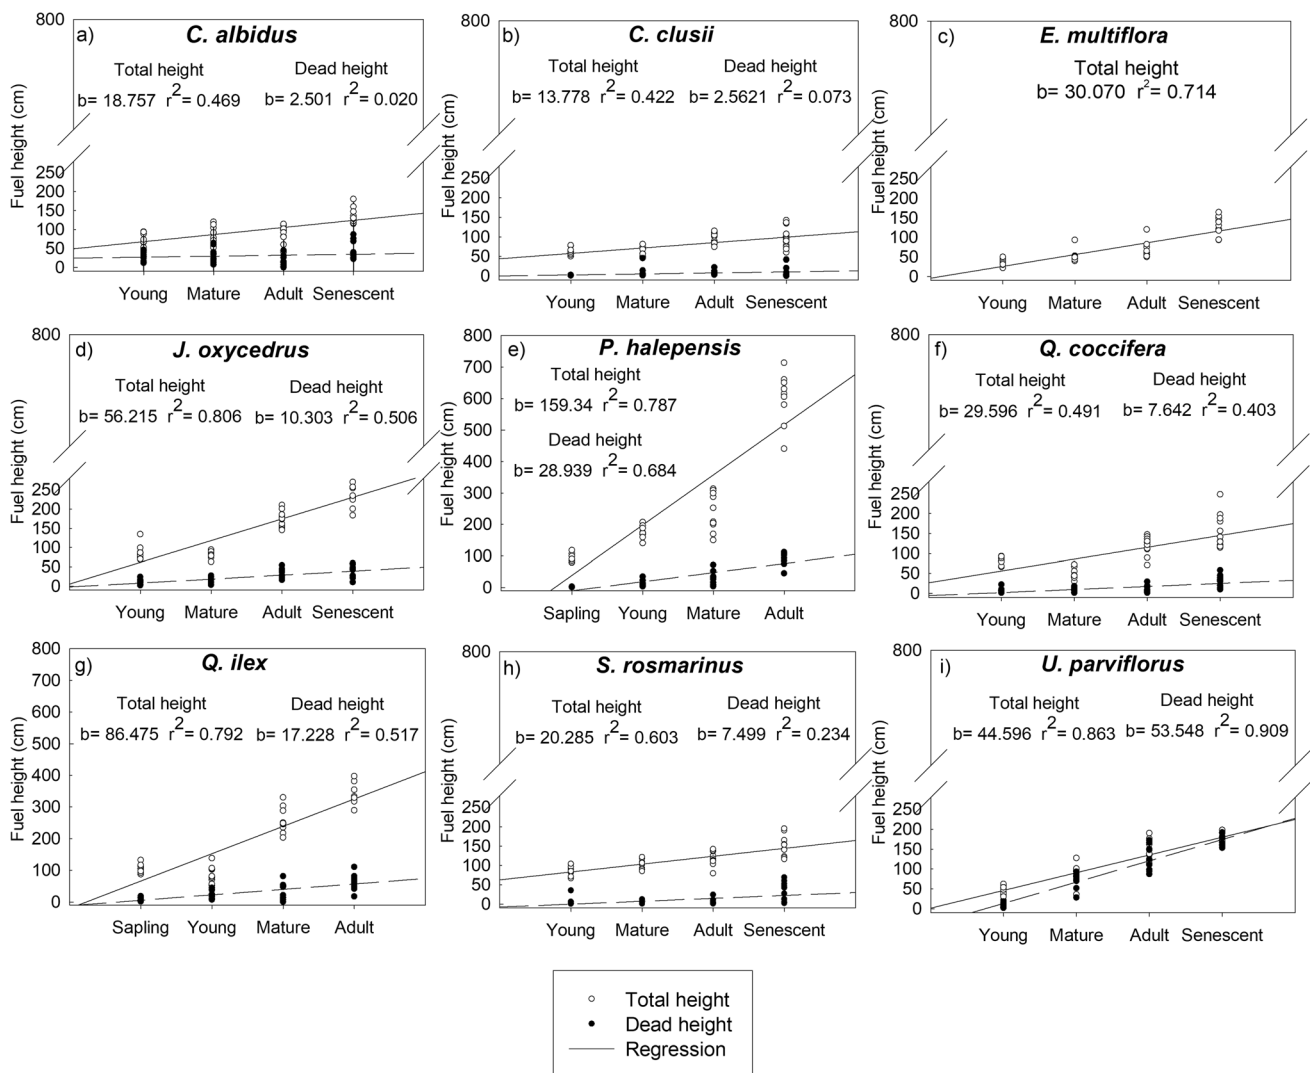 a) C. albidus
Total height Dead height
b= 18.757 r2= 0.469 b= 2.501 r2= 0.020
Fuel height (cm)
800
250
200
150
100
50
0
Young Mature Adult Senescent
b) C. clusii
Total height Dead height
b= 13.778 r2= 0.422 b= 2.5621 r2= 0.073
Fuel height (cm)
800
250
200
150
100
50
0
Young Mature Adult Senescent
c) E. multiflora
Total height
b= 30.070 r2= 0.714
Fuel height (cm)
800
250
200
150
100
50
0
Young Mature Adult Senescent
d) J. oxycedrus
Total height Dead height
b= 56.215 r2= 0.806 b= 10.303 r2= 0.506
Fuel height (cm)
800
250
200
150
100
50
0
Young Mature Adult Senescent
e) P. halepensis
Total height
b= 159.34 r2= 0.787
Dead height
b= 28.939 r2= 0.684
Fuel height (cm)
800
700
600
500
400
300
200
100
0
Sapling Young Mature Adult
f) Q. coccifera
Total height Dead height
b= 29.596 r2= 0.491 b= 7.642 r2= 0.403
Fuel height (cm)
800
250
200
150
100
50
0
Young Mature Adult Senescent
g) Q. ilex
Total height Dead height
b= 86.475 r2= 0.792 b= 17.228 r2= 0.517
Fuel height (cm)
800
700
600
500
400
300
200
100
0
Sapling Young Mature Adult
h) S. rosmarinus
Total height Dead height
b= 20.285 r2= 0.603 b= 7.499 r2= 0.234
Fuel height (cm)
800
250
200
150
100
50
0
Young Mature Adult Senescent
i) U. parviflorus
Total height Dead height
b= 44.596 r2= 0.863 b= 53.548 r2= 0.909
Fuel height (cm)
800
250
200
150
100
50
0
Young Mature Adult Senescent
Total height
Dead height
Regression